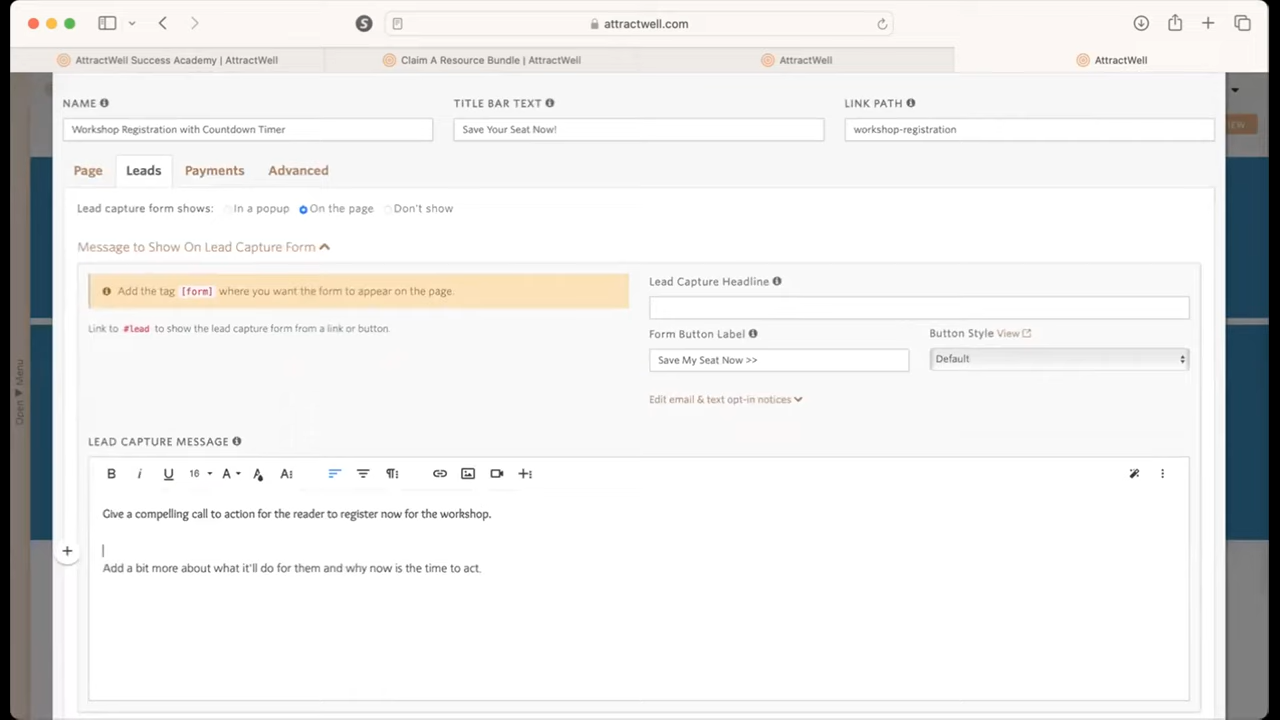 attractwell.com
AttractWell Success Academy | AttractWell
Claim A Resource Bundle | AttractWell
AttractWell
AttractWell
NAME
TITLE BAR TEXT
LINK PATH
Workshop Registration with Countdown Timer
Save Your Seat Now!
workshop-registration
Page
Leads
Payments
Advanced
Lead capture form shows: In a popup On the page Don't show
Message to Show On Lead Capture Form
Add the tag [form] where you want the form to appear on the page.
Link to #lead to show the lead capture form from a link or button.
Lead Capture Headline
Form Button Label
Button Style View
Save My Seat Now >>
Default
Edit email & text opt-in notices
Open Menu
LEAD CAPTURE MESSAGE
B i U 16 A A A
Give a compelling call to action for the reader to register now for the workshop.
Add a bit more about what it'll do for them and why now is the time to act.